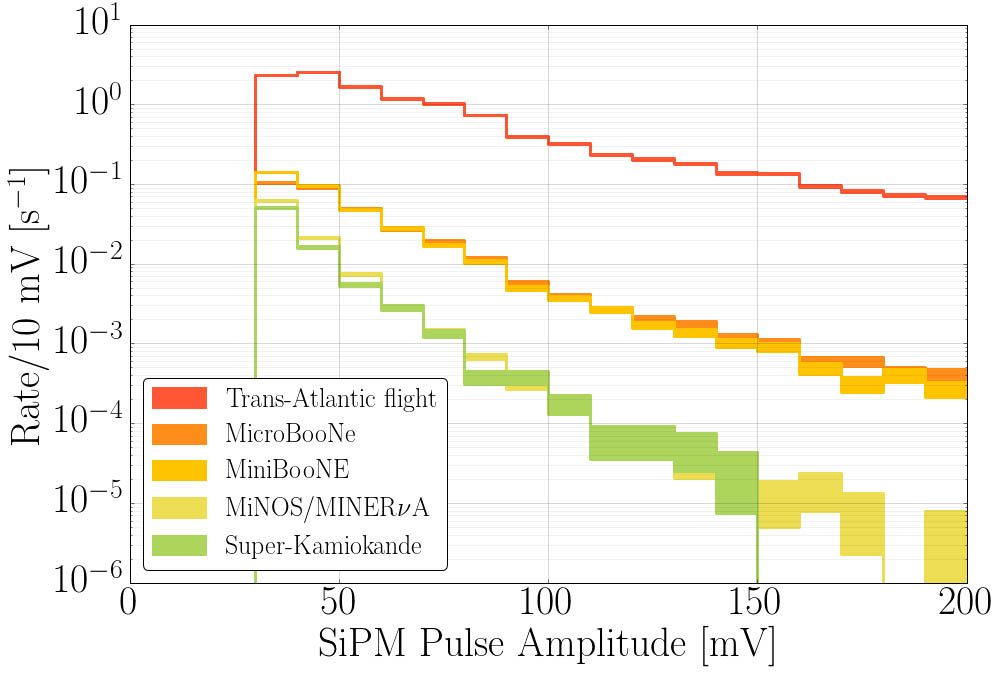 10^1
10^0
10^−1
10^−2
10^−3
10^−4
10^−5
10^−6
Rate/10 mV [s^−1]
Trans-Atlantic flight
MicroBooNe
MiniBooNE
MiNOS/MINERνA
Super-Kamiokande
0 50 100 150 200
SiPM Pulse Amplitude [mV]